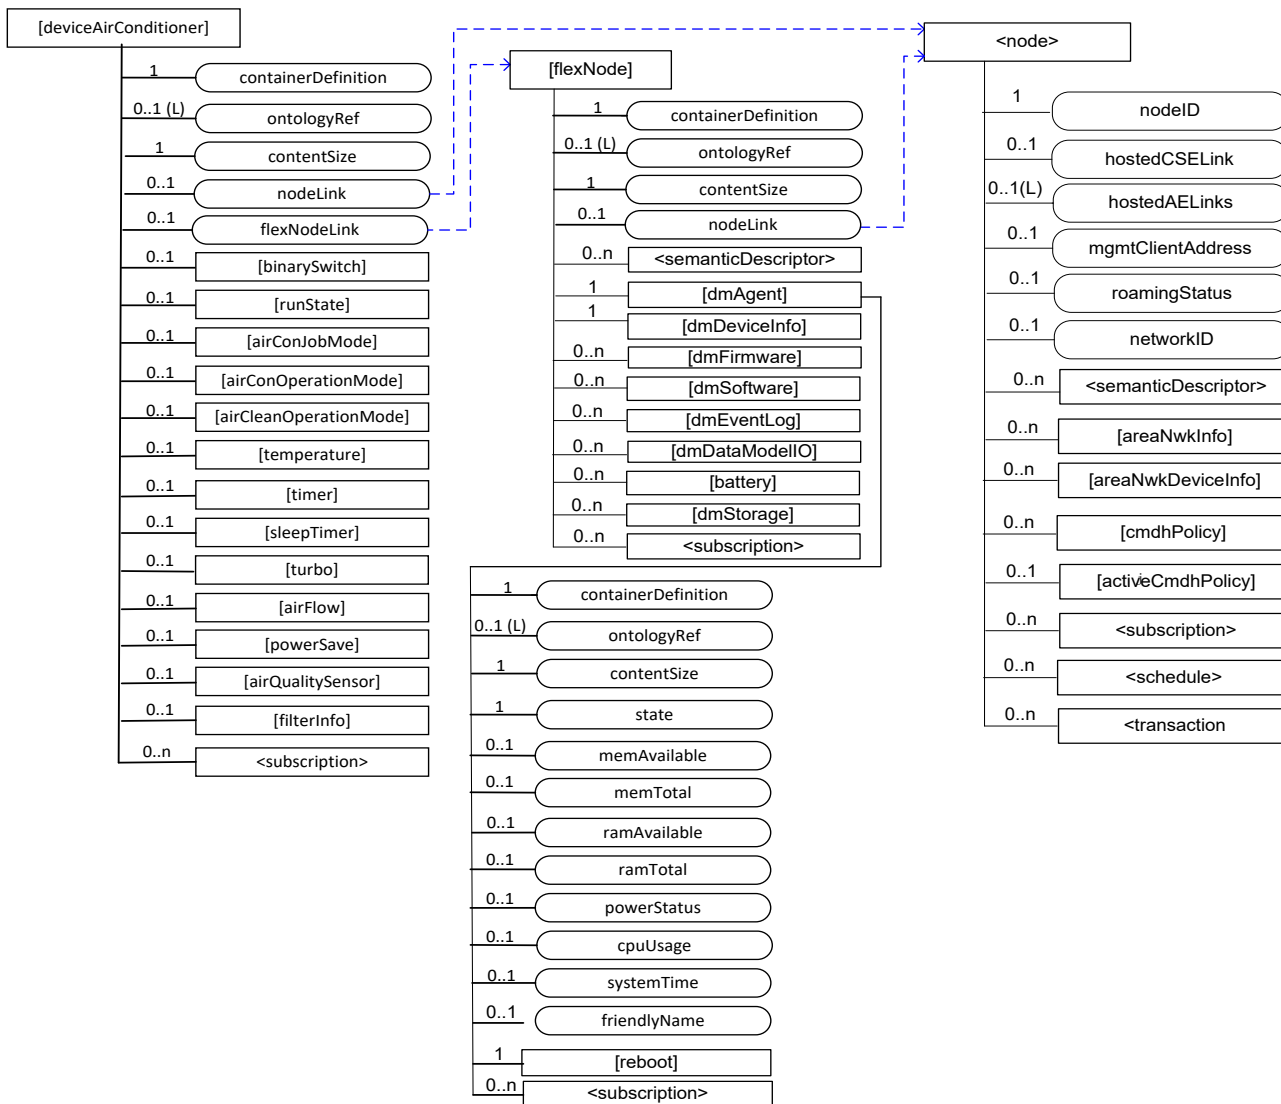 [deviceAirConditioner]
1 containerDefinition
0..1 (L) ontologyRef
1 contentSize
0..1 nodeLink
0..1 flexNodeLink
0..1 [binarySwitch]
0..1 [runState]
0..1 [airConJobMode]
0..1 [airConOperationMode]
0..1 [airCleanOperationMode]
0..1 [temperature]
0..1 [timer]
0..1 [sleepTimer]
0..1 [turbo]
0..1 [airFlow]
0..1 [powerSave]
0..1 [airQualitySensor]
0..1 [filterInfo]
0..n <subscription>
[flexNode]
1 containerDefinition
0..1 (L) ontologyRef
1 contentSize
0..1 nodeLink
0..n <semanticDescriptor>
1 [dmAgent]
1 [dmDeviceInfo]
0..n [dmFirmware]
0..n [dmSoftware]
0..n [dmEventLog]
0..n [dmDataModelIO]
0..n [battery]
0..n [dmStorage]
0..n <subscription>
1 containerDefinition
0..1 (L) ontologyRef
1 contentSize
1 state
0..1 memAvailable
0..1 memTotal
0..1 ramAvailable
0..1 ramTotal
0..1 powerStatus
0..1 cpuUsage
0..1 systemTime
0..1 friendlyName
1 [reboot]
0..n <subscription>
<node>
1 nodeID
0..1 hostedCSELink
0..1(L) hostedAELinks
0..1 mgmtClientAddress
0..1 roamingStatus
0..1 networkID
0..n <semanticDescriptor>
0..n [areaNwkInfo]
0..n [areaNwkDeviceInfo]
0..n [cmdhPolicy]
0..1 [activeCmdhPolicy]
0..n <subscription>
0..n <schedule>
0..n <transaction